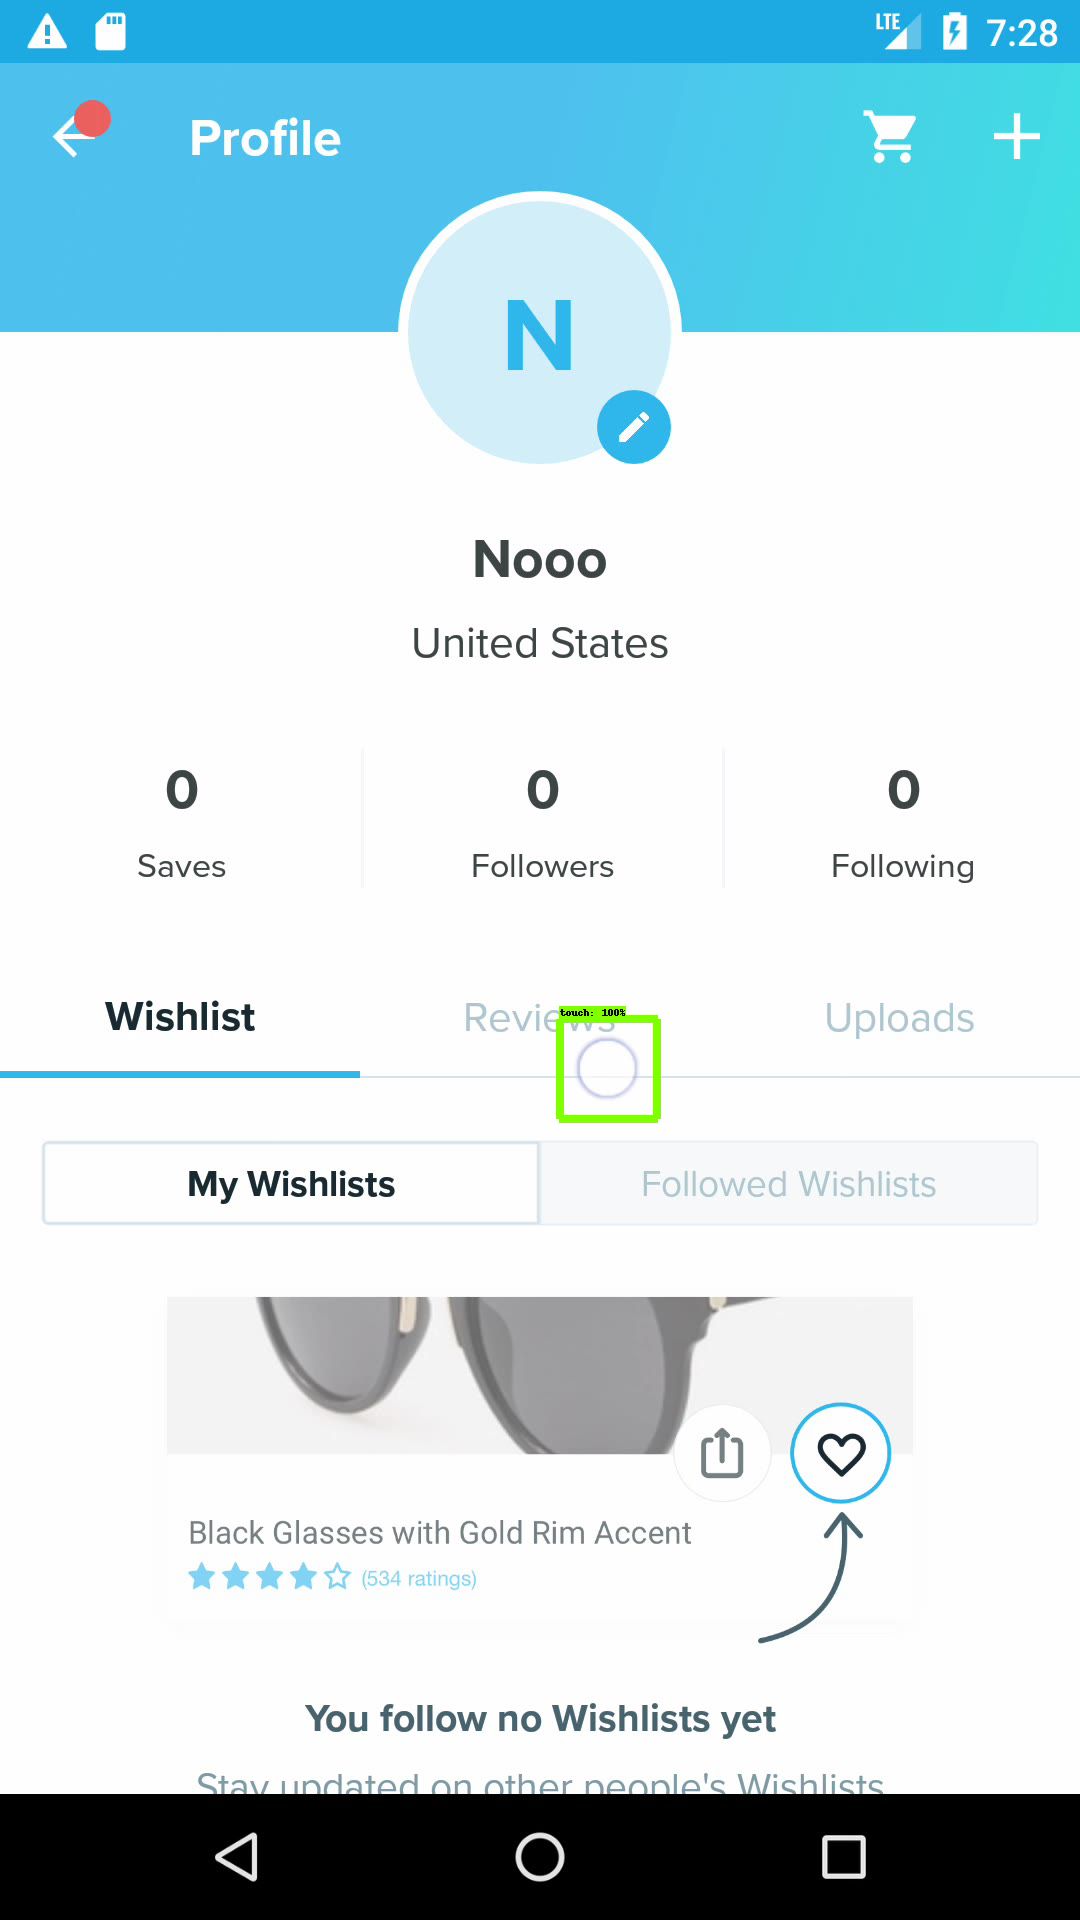 LTE 7:28
Profile
N
Nooo
United States
0 0 0
Saves Followers Following
Wishlist Reviews Uploads
touch: 100%
My Wishlists Followed Wishlists
Black Glasses with Gold Rim Accent
(534 ratings)
You follow no Wishlists yet
Stay updated on other people's Wishlists